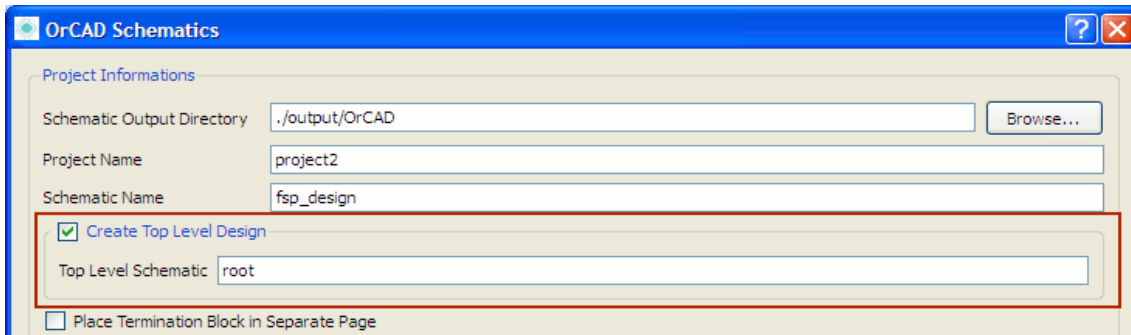 OrCAD Schematics
Project Informations
Schematic Output Directory ./output/OrCAD Browse...
Project Name project2
Schematic Name fsp_design
Create Top Level Design
Top Level Schematic root
Place Termination Block in Separate Page